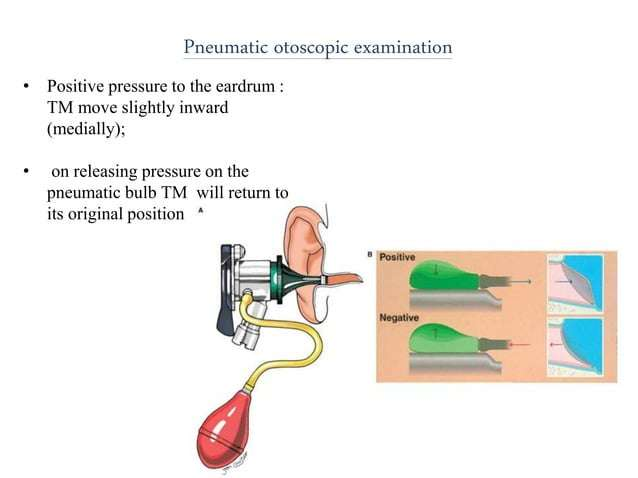 Pneumatic otoscopic examination
• Positive pressure to the eardrum :
TM move slightly inward
(medially);
• on releasing pressure on the
pneumatic bulb TM will return to
its original position
A
B
Positive
Negative